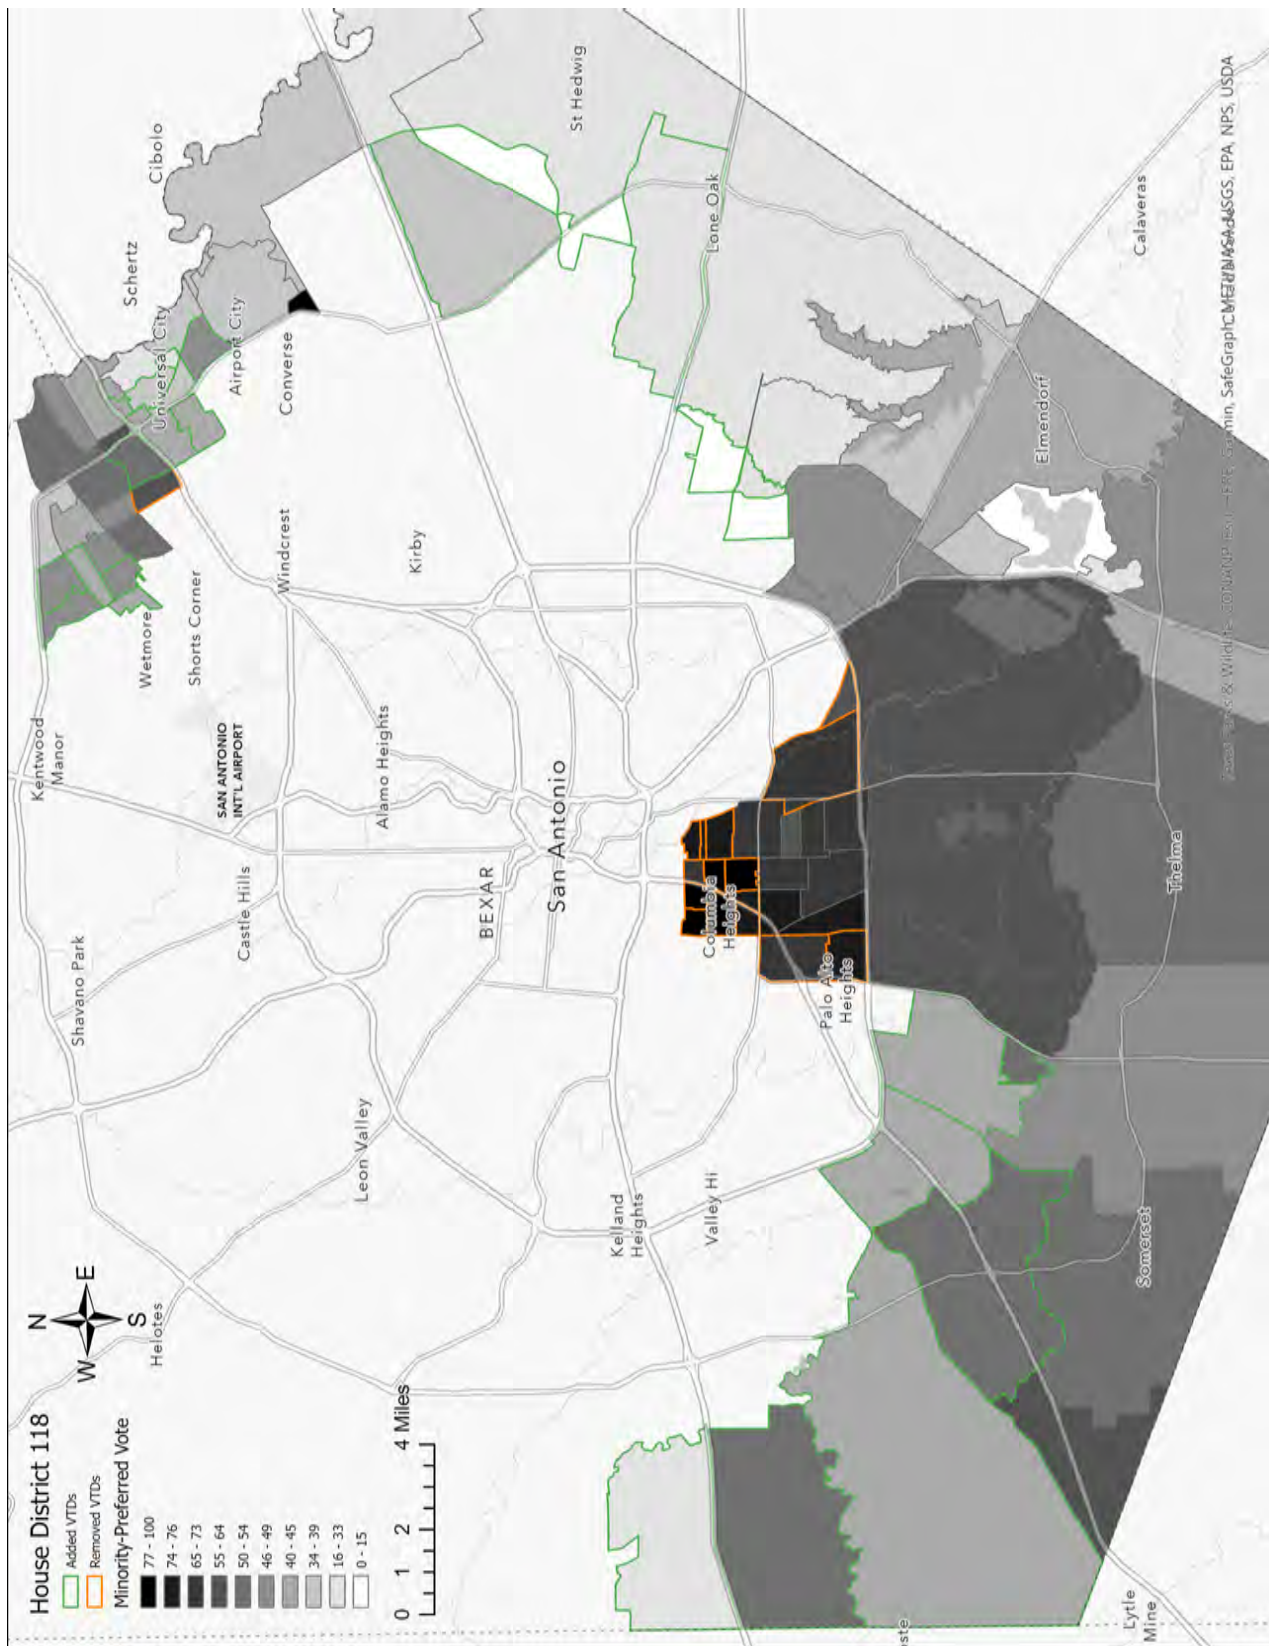 House District 118
Added VTDs
Removed VTDs
Minority-Preferred Vote
77 - 100
74 - 76
65 - 73
55 - 64
50 - 54
46 - 49
40 - 45
34 - 39
16 - 33
0 - 15
0 1 2 4 Miles
N
W E
S
Helotes
Shavano Park
Kentwood
Manor
Wetmore
Shorts Corner
SAN ANTONIO
INT'L AIRPORT
Castle Hills
Alamo Heights
Leon Valley
Windcrest
Universal City
Schertz
Cibolo
Airport City
Converse
Kirby
BEXAR
San Antonio
St Hedwig
Kelland
Heights
Valley Hi
Columbia
Heights
Lone Oak
Palo Alto
Heights
Elmendorf
Calaveras
Thelma
Somerset
Lytle
Mine
USGS, EPA, NPS, USDA